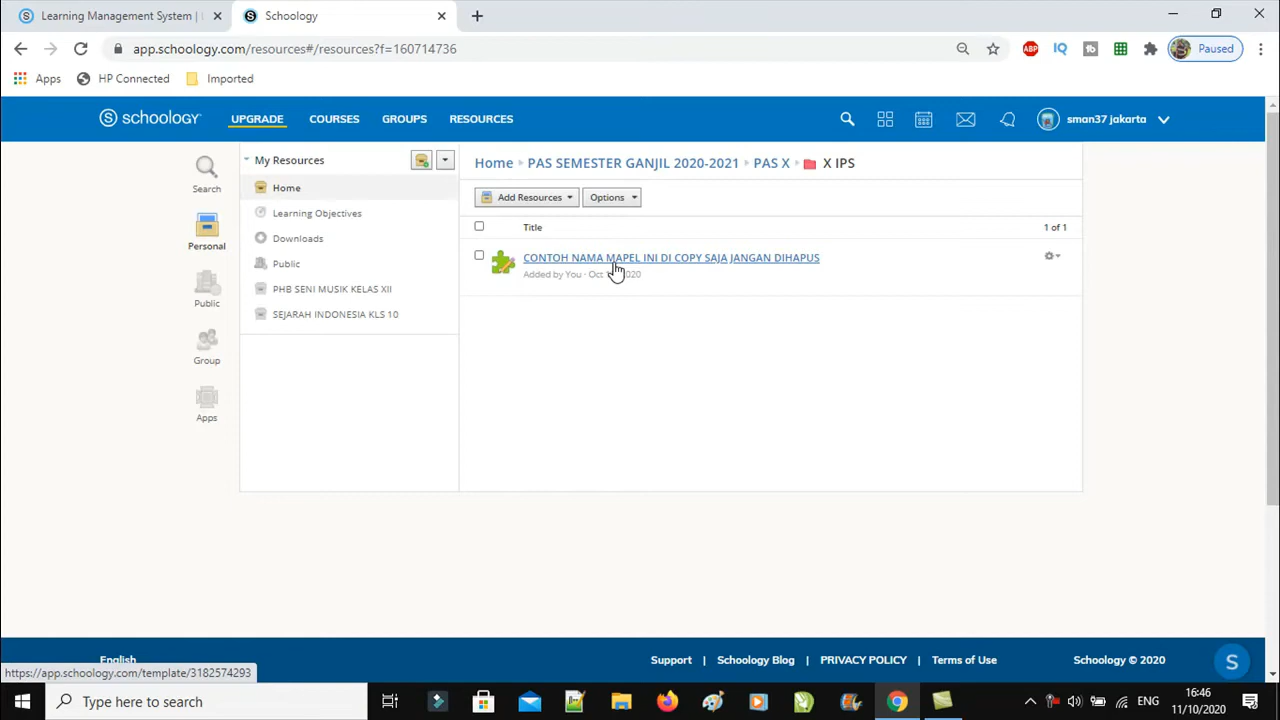 Learning Management System |
Schoology
app.schoology.com/resources#/resources?f=160714736
ABP
IQ
tb
Paused
Apps
HP Connected
Imported
schoology
UPGRADE
COURSES
GROUPS
RESOURCES
sman37 jakarta
Search
Personal
Public
Group
Apps
My Resources
Home
Learning Objectives
Downloads
Public
PHB SENI MUSIK KELAS XII
SEJARAH INDONESIA KLS 10
Home PAS SEMESTER GANJIL 2020-2021 PAS X X IPS
Add Resources
Options
Title
1 of 1
CONTOH NAMA MAPEL INI DI COPY SAJA JANGAN DIHAPUS
Added by You · Oct 2020
English
Support | Schoology Blog | PRIVACY POLICY | Terms of Use
Schoology © 2020
S
https://app.schoology.com/template/3182574293
Type here to search
ENG
16:46
11/10/2020